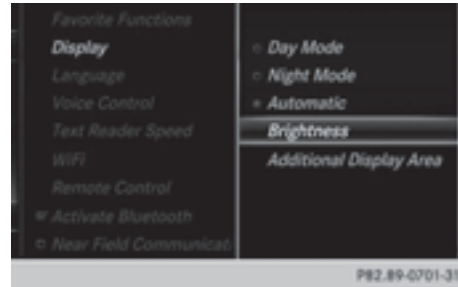 Favorite Functions
Display
Language
Voice Control
Text Reader Speed
WiFi
Remote Control
Activate Bluetooth
Near Field Communicat
Day Mode
Night Mode
Automatic
Brightness
Additional Display Area
P82.89-0701-31